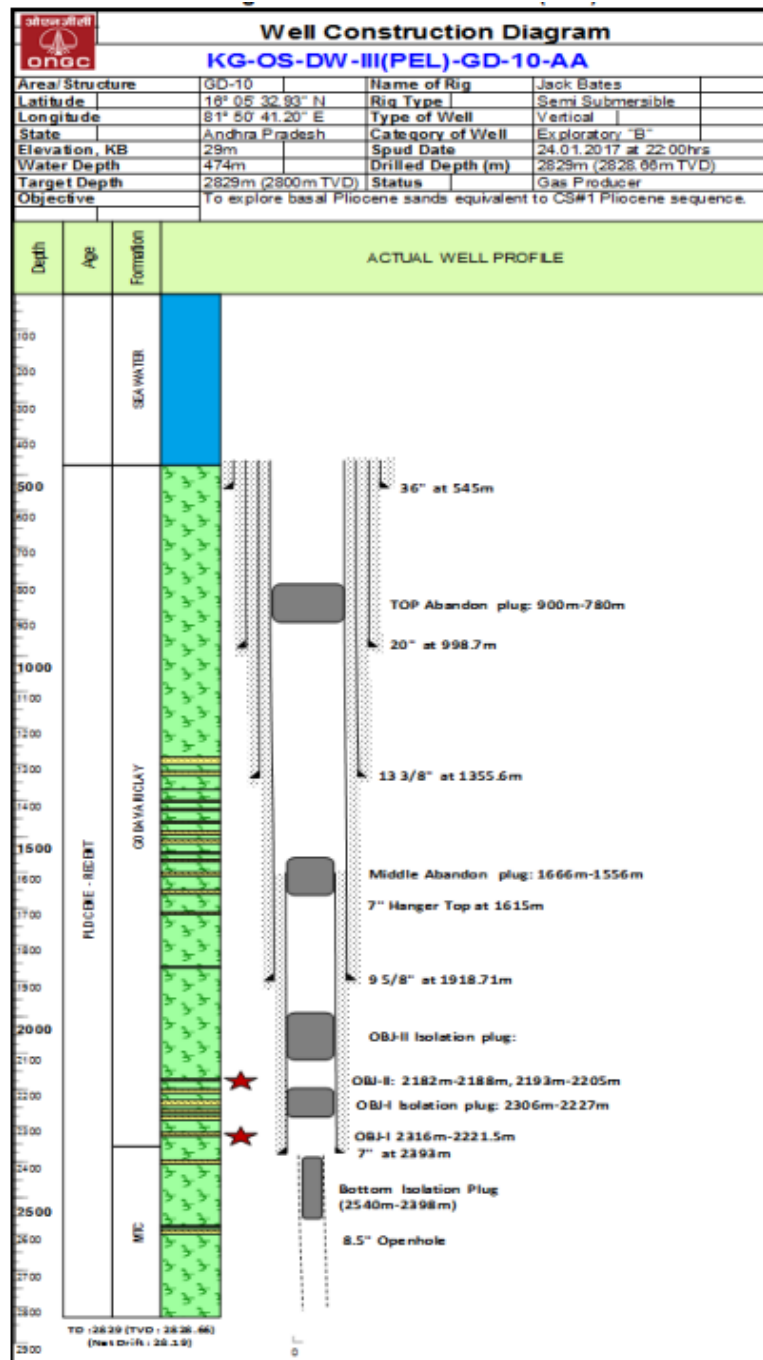 ओएनजीसी
ONGC
Well Construction Diagram
KG-OS-DW-III(PEL)-GD-10-AA
Area/Structure GD-10 Name of Rig Jack Bates
Latitude 16° 05' 32.93" N Rig Type Semi Submersible
Longitude 81° 50' 41.20" E Type of Well Vertical
State Andhra Pradesh Category of Well Exploratory "B"
Elevation, KB 29m Spud Date 24.01.2017 at 22:00hrs
Water Depth 474m Drilled Depth (m) 2829m (2828.66m TVD)
Target Depth 2829m (2800m TVD) Status Gas Producer
Objective To explore basal Pliocene sands equivalent to CS#1 Pliocene sequence.
Depth Age Formation ACTUAL WELL PROFILE
100
200
SEA WATER
300
400
500 36" at 545m
600
700
800
TOP Abandon plug: 900m-780m
900
20" at 998.7m
1000
1100
1200
13 3/8" at 1355.6m
1300
1400
GODAVARI CLAY
1500
Middle Abandon plug: 1666m-1556m
1600
7" Hanger Top at 1615m
1700
PLIOCENE - RECENT
1800
9 5/8" at 1918.71m
1900
2000
OBJ-II Isolation plug:
2100
OBJ-II: 2182m-2188m, 2193m-2205m
2200
OBJ-I Isolation plug: 2306m-2227m
2300
OBJ-I 2316m-2221.5m
7" at 2393m
2400
Bottom Isolation Plug
(2540m-2398m)
2500
MTC
8.5" Openhole
2600
2700
2800
TD :2829 (TVD : 2828.66)
(Net Drift : 28.19)
2900
0